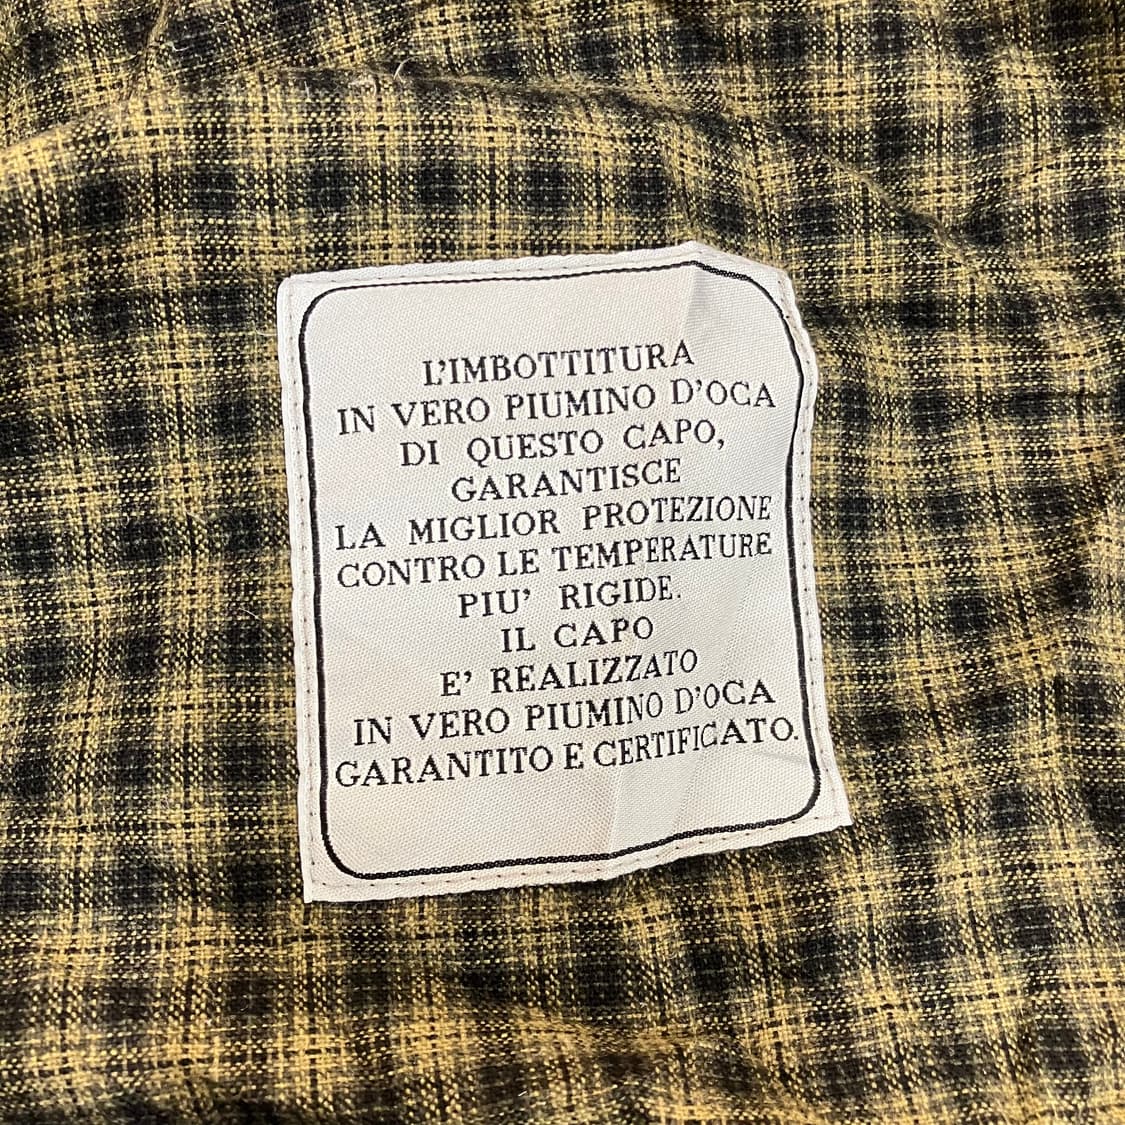 L'IMBOTTITURA
IN VERO PIUMINO D'OCA
DI QUESTO CAPO,
GARANTISCE
LA MIGLIOR PROTEZIONE
CONTRO LE TEMPERATURE
PIU' RIGIDE.
IL CAPO
E' REALIZZATO
IN VERO PIUMINO D'OCA
GARANTITO E CERTIFICATO.